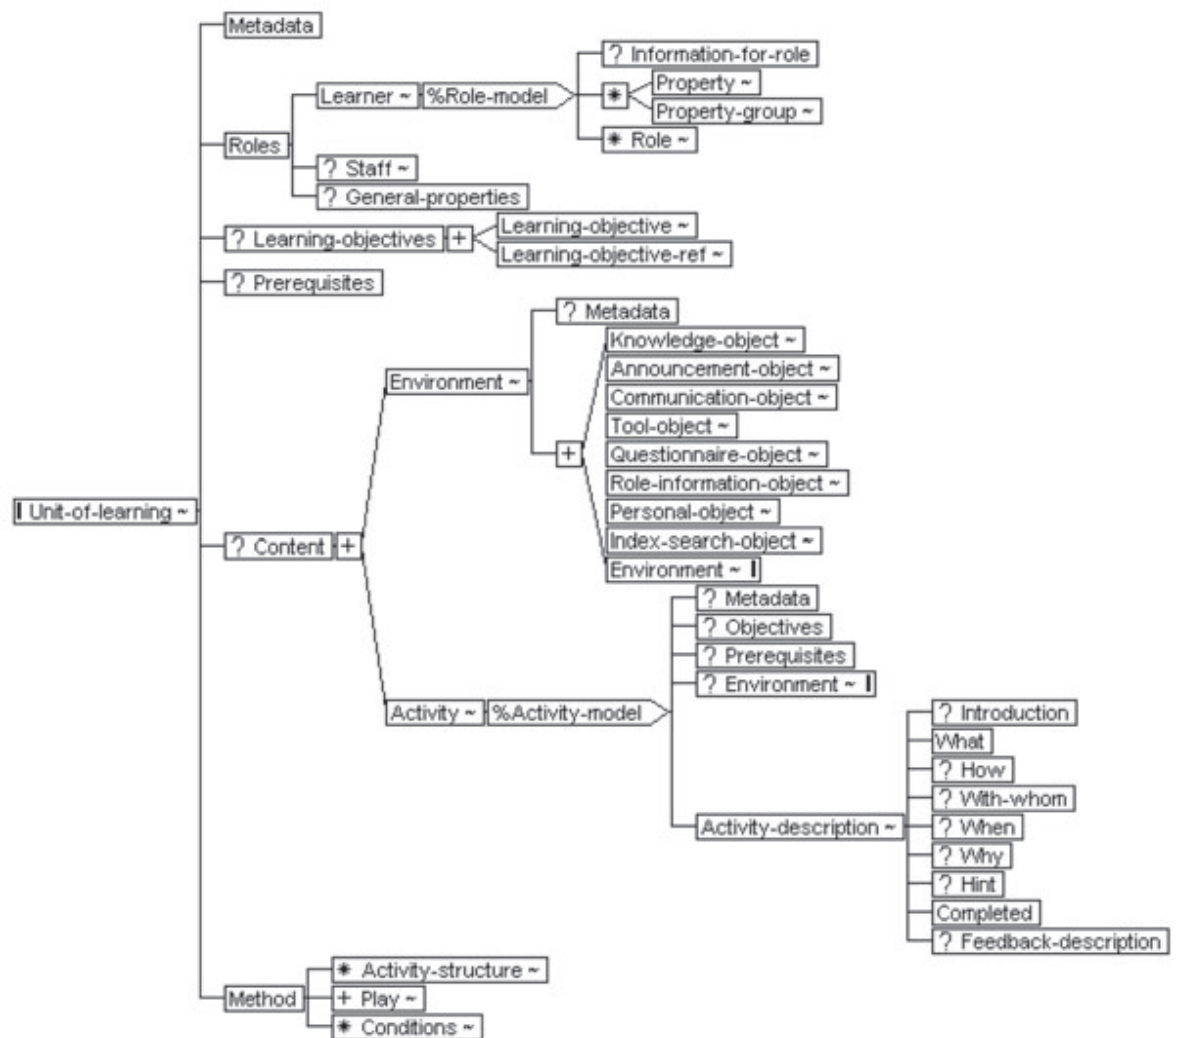 Metadata
? Information-for-role
Learner ~ %Role-model
* Property ~
Property-group ~
Roles
* Role ~
? Staff ~
? General-properties
? Learning-objectives + Learning-objective ~
Learning-objective-ref ~
? Prerequisites
? Metadata
Knowledge-object ~
Announcement-object ~
Environment ~
Communication-object ~
Tool-object ~
+ Questionnaire-object ~
Role-information-object ~
Unit-of-learning ~
Personal-object ~
? Content + Index-search-object ~
Environment ~
? Metadata
? Objectives
? Prerequisites
? Environment ~
Activity ~ %Activity-model
? Introduction
What
? How
? With-whom
Activity-description ~ ? When
? Why
? Hint
Completed
? Feedback-description
* Activity-structure ~
Method + Play ~
* Conditions ~